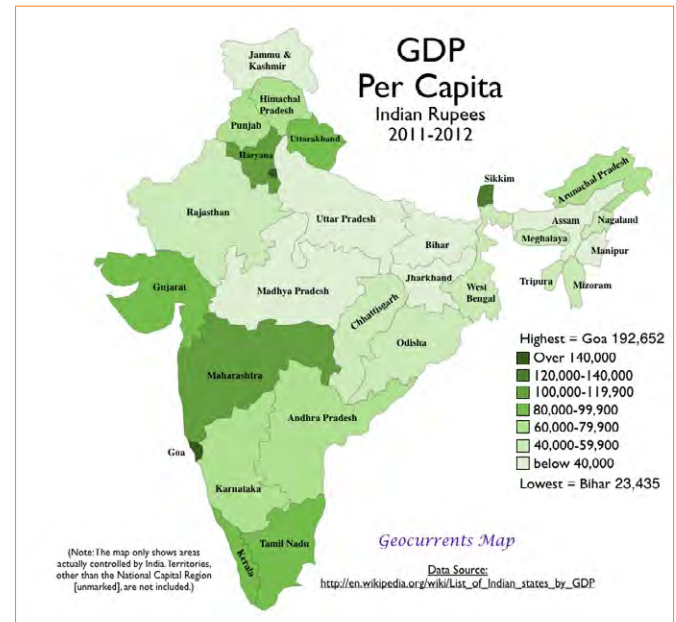 GDP
Per Capita
Indian Rupees
2011-2012
Jammu &
Kashmir
Himachal
Pradesh
Punjab
Uttarakhand
Haryana
Sikkim
Arunachal Pradesh
Rajasthan
Uttar Pradesh
Assam
Nagaland
Bihar
Meghalaya
Manipur
Jharkhand
Gujarat
Madhya Pradesh
West
Bengal
Tripura
Mizoram
Chhattisgarh
Odisha
Maharashtra
Andhra Pradesh
Goa
Karnataka
Tamil Nadu
Kerala
Highest = Goa 192,652
Over 140,000
120,000-140,000
100,000-119,900
80,000-99,900
60,000-79,900
40,000-59,900
below 40,000
Lowest = Bihar 23,435
Geocurrents Map
(Note: The map only shows areas
actually controlled by India. Territories,
other than the National Capital Region
[unmarked], are not included.)
Data Source:
http://en.wikipedia.org/wiki/List_of_Indian_states_by_GDP